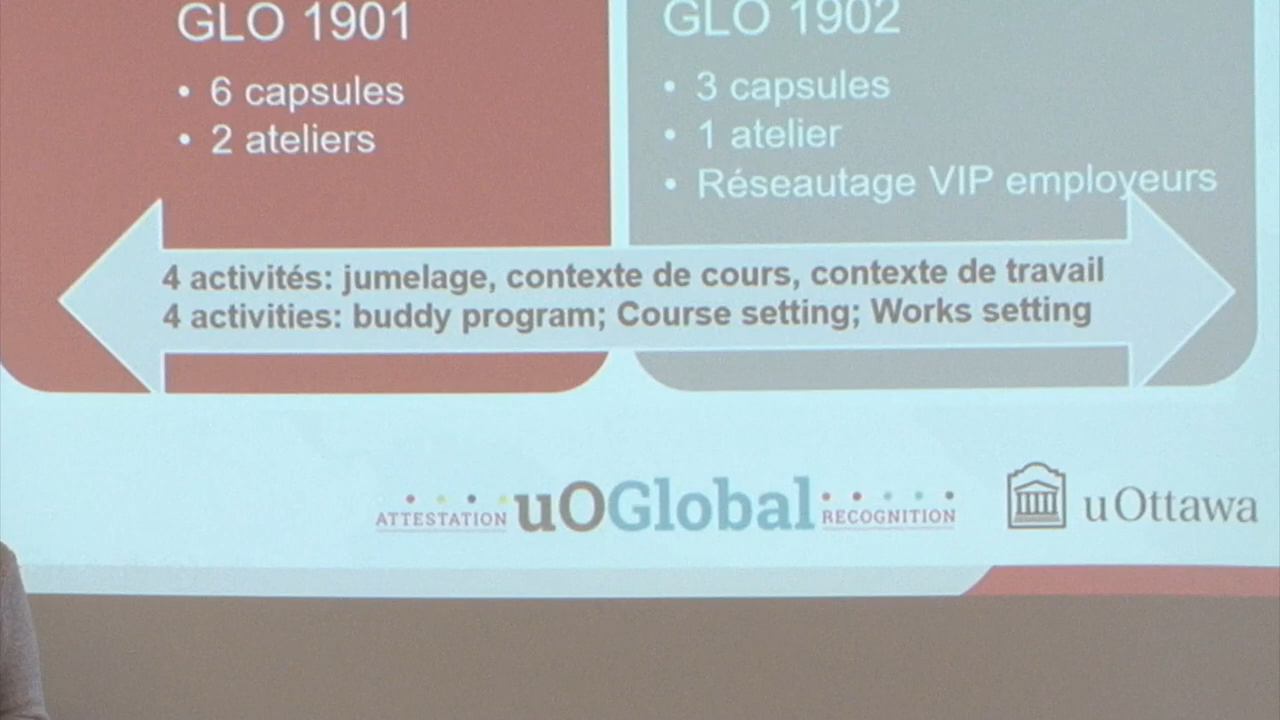 GLO 1901
• 6 capsules
• 2 ateliers
GLO 1902
• 3 capsules
• 1 atelier
• Réseautage VIP employeurs
4 activités: jumelage, contexte de cours, contexte de travail
4 activities: buddy program; Course setting; Works setting
ATTESTATION uOGlobal RECOGNITION
uOttawa